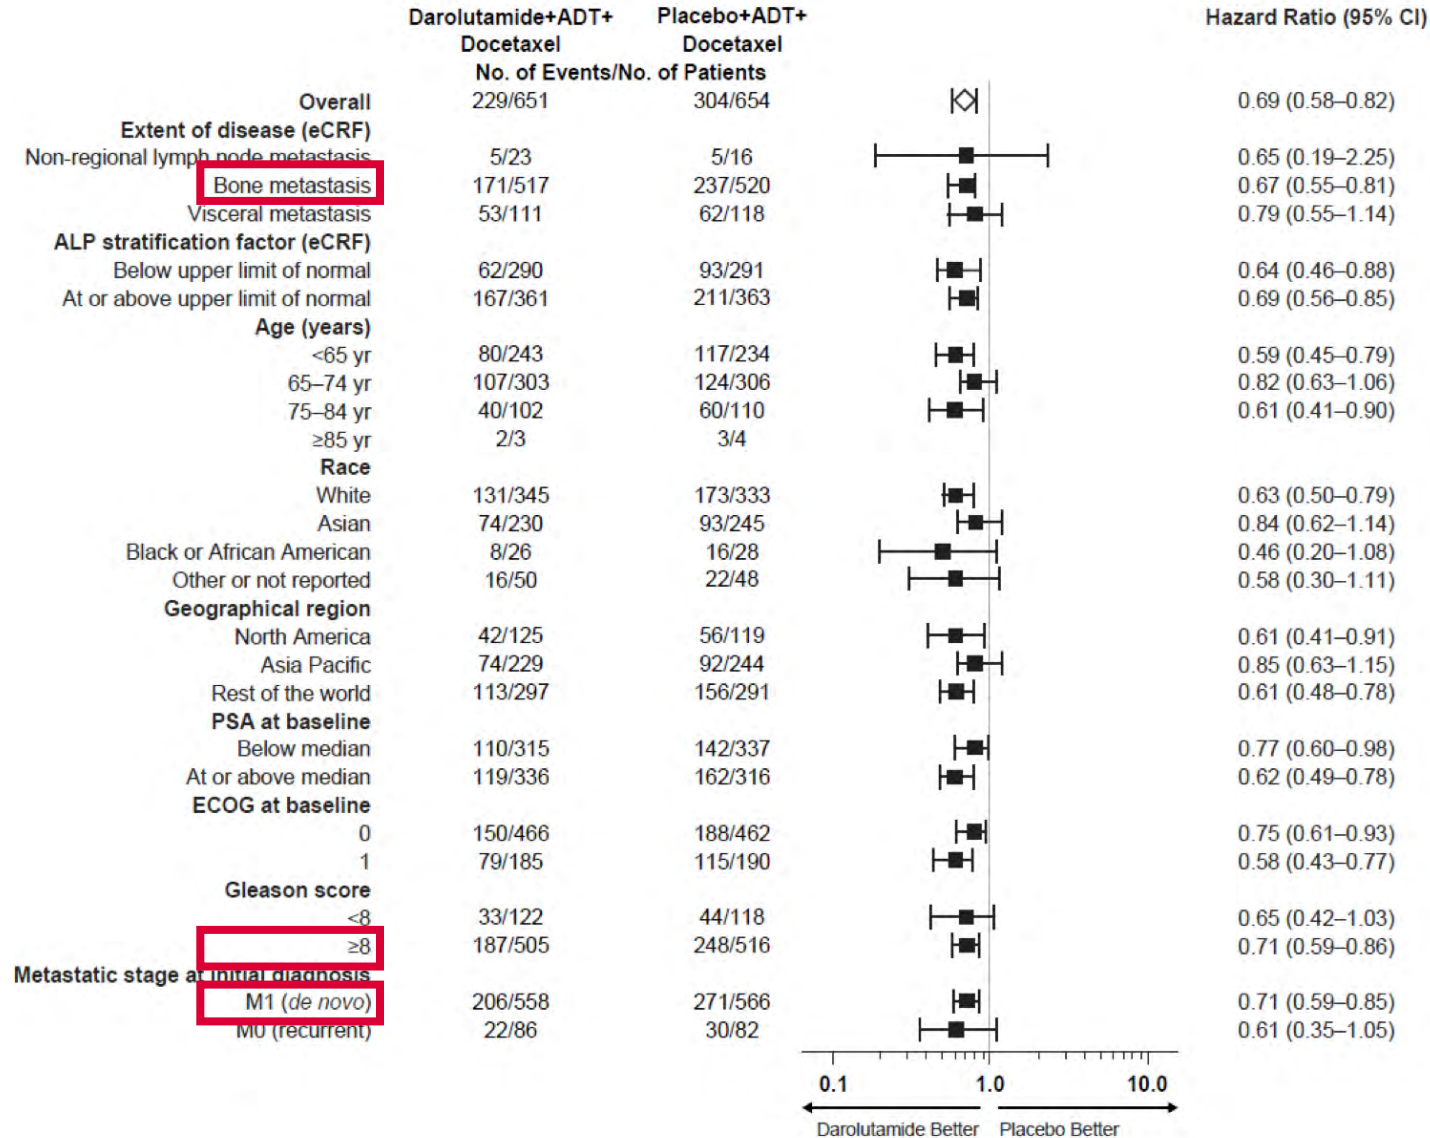 Darolutamide+ADT+ Placebo+ADT+ Hazard Ratio (95% CI)
Docetaxel Docetaxel
No. of Events/No. of Patients
Overall 229/651 304/654 0.69 (0.58–0.82)
Extent of disease (eCRF)
Non-regional lymph node metastasis 5/23 5/16 0.65 (0.19–2.25)
Bone metastasis 171/517 237/520 0.67 (0.55–0.81)
Visceral metastasis 53/111 62/118 0.79 (0.55–1.14)
ALP stratification factor (eCRF)
Below upper limit of normal 62/290 93/291 0.64 (0.46–0.88)
At or above upper limit of normal 167/361 211/363 0.69 (0.56–0.85)
Age (years)
<65 yr 80/243 117/234 0.59 (0.45–0.79)
65–74 yr 107/303 124/306 0.82 (0.63–1.06)
75–84 yr 40/102 60/110 0.61 (0.41–0.90)
≥85 yr 2/3 3/4
Race
White 131/345 173/333 0.63 (0.50–0.79)
Asian 74/230 93/245 0.84 (0.62–1.14)
Black or African American 8/26 16/28 0.46 (0.20–1.08)
Other or not reported 16/50 22/48 0.58 (0.30–1.11)
Geographical region
North America 42/125 56/119 0.61 (0.41–0.91)
Asia Pacific 74/229 92/244 0.85 (0.63–1.15)
Rest of the world 113/297 156/291 0.61 (0.48–0.78)
PSA at baseline
Below median 110/315 142/337 0.77 (0.60–0.98)
At or above median 119/336 162/316 0.62 (0.49–0.78)
ECOG at baseline
0 150/466 188/462 0.75 (0.61–0.93)
1 79/185 115/190 0.58 (0.43–0.77)
Gleason score
<8 33/122 44/118 0.65 (0.42–1.03)
≥8 187/505 248/516 0.71 (0.59–0.86)
Metastatic stage at initial diagnosis
M1 (de novo) 206/558 271/566 0.71 (0.59–0.85)
M0 (recurrent) 22/86 30/82 0.61 (0.35–1.05)
0.1 1.0 10.0
Darolutamide Better Placebo Better